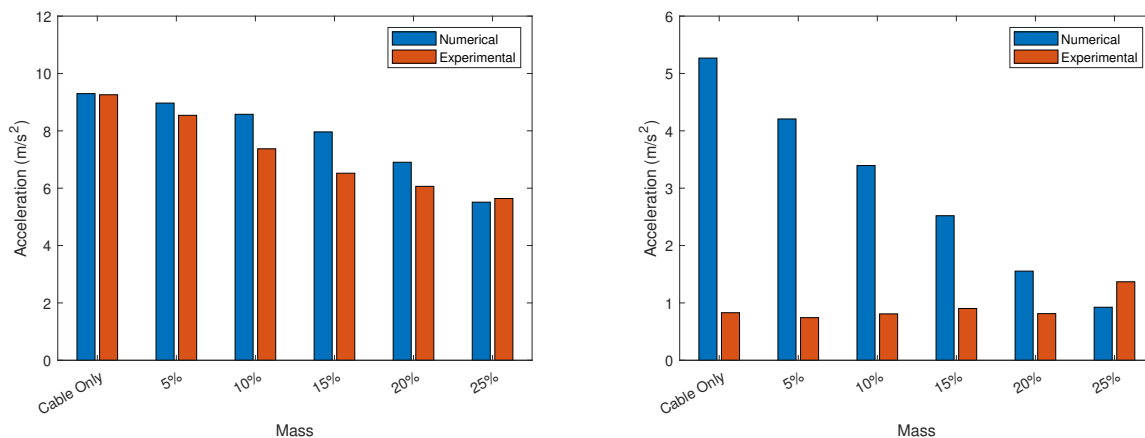 12
10
8
6
4
2
0
Acceleration (m/s²)
Numerical
Experimental
Cable Only
5%
10%
15%
20%
25%
Mass
6
5
4
3
2
1
0
Acceleration (m/s²)
Numerical
Experimental
Cable Only
5%
10%
15%
20%
25%
Mass